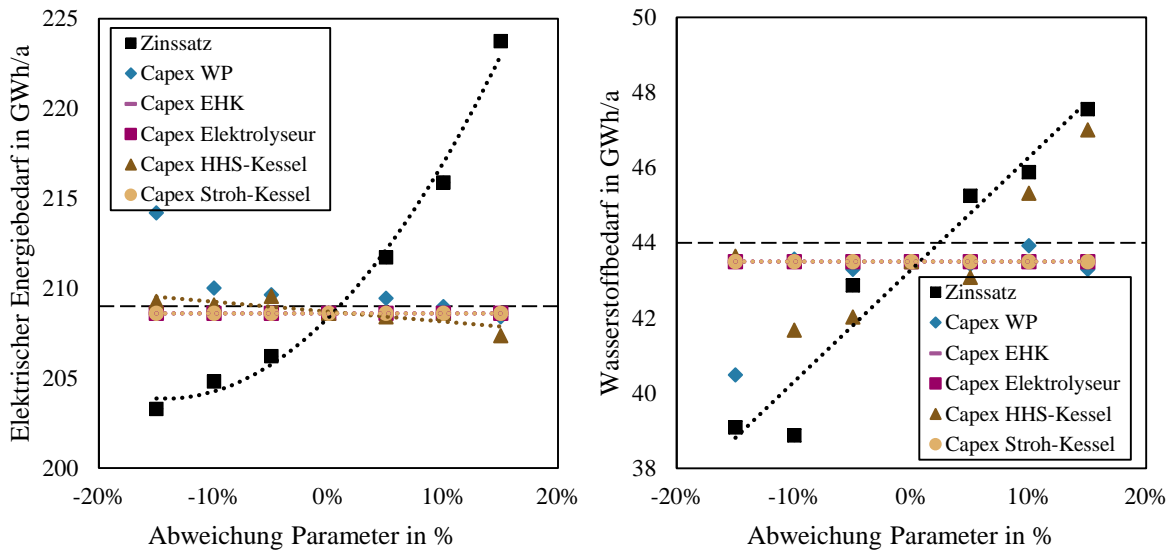 Elektrischer Energiebedarf in GWh/a
225
220
215
210
205
200
-20%
-10%
0%
10%
20%
Abweichung Parameter in %
Zinssatz
Capex WP
Capex EHK
Capex Elektrolyseur
Capex HHS-Kessel
Capex Stroh-Kessel
Wasserstoffbedarf in GWh/a
50
48
46
44
42
40
38
-20%
-10%
0%
10%
20%
Abweichung Parameter in %
Zinssatz
Capex WP
Capex EHK
Capex Elektrolyseur
Capex HHS-Kessel
Capex Stroh-Kessel